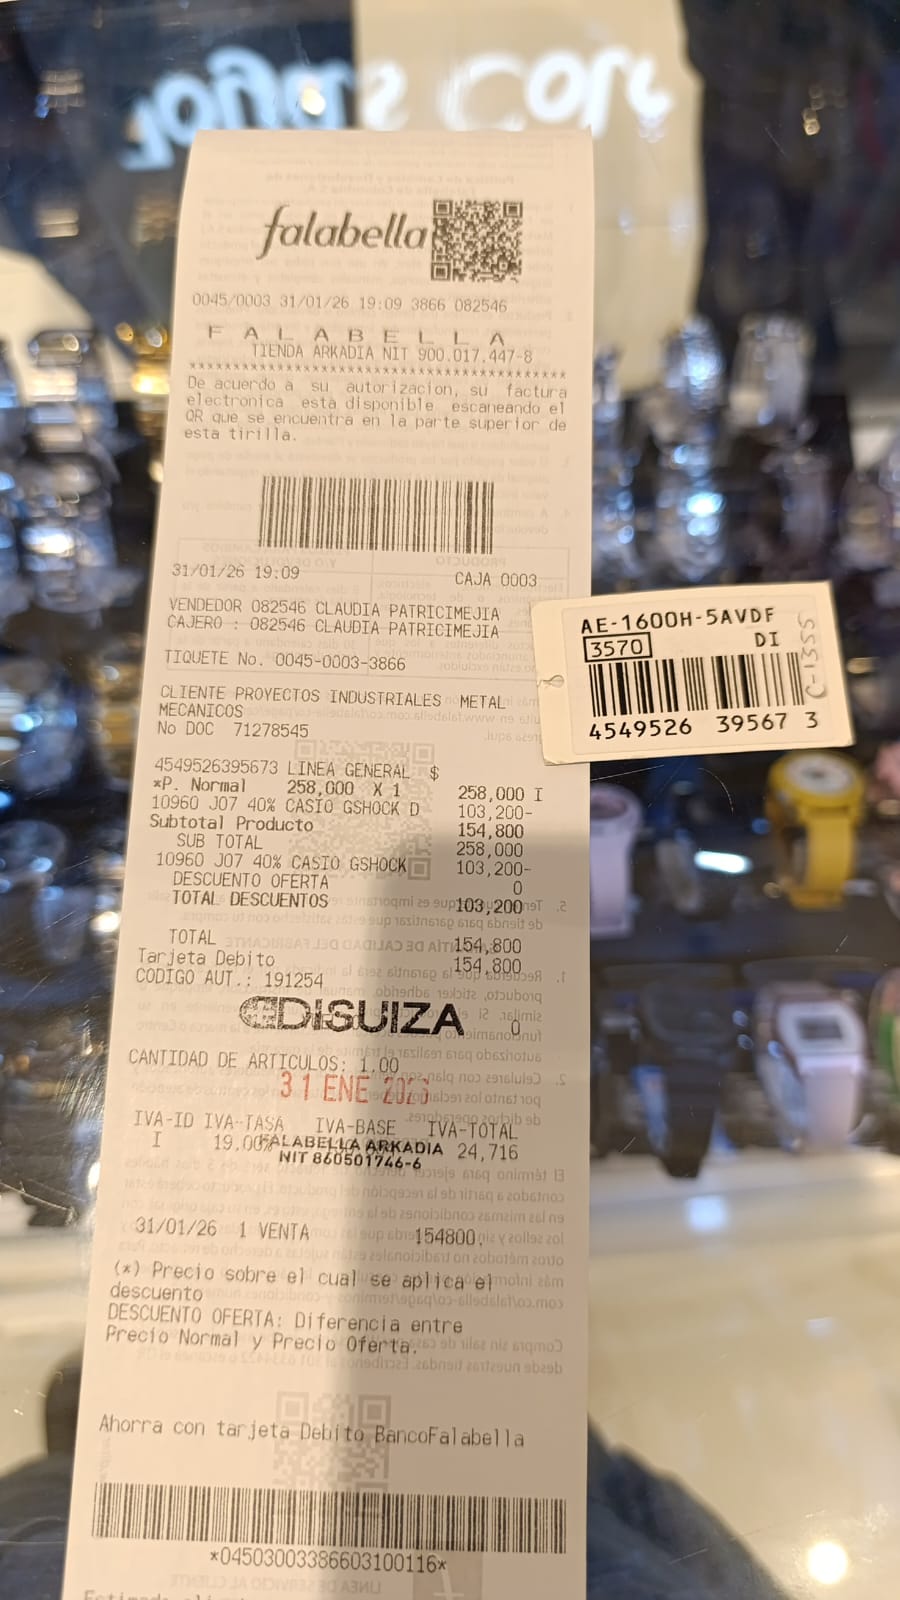 falabella
0045/0003 31/01/26 19:09 3866 082546
F A L A B E L L A
TIENDA ARKADIA NIT 900.017.447-8
******************************************
De acuerdo a su autorizacion, su factura
electronica esta disponible escaneando el
QR que se encuentra en la parte superior de
esta tirilla.
31/01/26 19:09 CAJA 0003
VENDEDOR 082546 CLAUDIA PATRICIMEJIA
CAJERO : 082546 CLAUDIA PATRICIMEJIA
TIQUETE No. 0045-0003-3866
CLIENTE PROYECTOS INDUSTRIALES METAL
MECANICOS
No DOC 71278545
4549526395673 LINEA GENERAL $
*P. Normal 258,000 X 1 258,000 I
10960 J07 40% CASIO GSHOCK D 103,200-
Subtotal Producto 154,800
SUB TOTAL 258,000
10960 J07 40% CASIO GSHOCK 103,200-
DESCUENTO OFERTA 0
TOTAL DESCUENTOS 103,200
TOTAL 154,800
Tarjeta Debito 154,800
CODIGO AUT.: 191254
DISUIZA 0
CANTIDAD DE ARTICULOS: 1,00
31 ENE 2026
IVA-ID IVA-TASA IVA-BASE IVA-TOTAL
I 19.00% 24,716
FALABELLA ARKADIA
NIT 860501746-6
31/01/26 1 VENTA 154800,
(*) Precio sobre el cual se aplica el
descuento
DESCUENTO OFERTA: Diferencia entre
Precio Normal y Precio Oferta.
Ahorra con tarjeta Debito BancoFalabella
*04503003386603100116*
AE-1600H-5AVDF
3570 DI
4549526 39567 3
C-1355